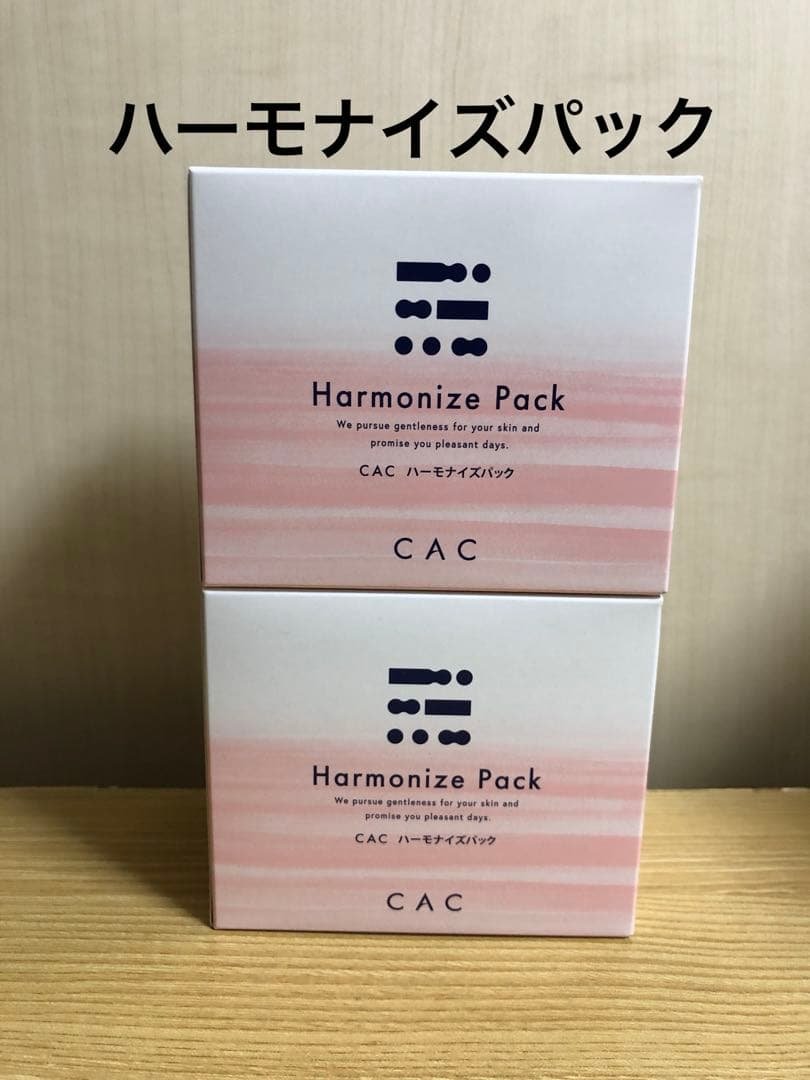 ハーモナイズパック
Harmonize Pack
We pursue gentleness for your skin and
promise you pleasant days.
CAC ハーモナイズパック
CAC
Harmonize Pack
We pursue gentleness for your skin and
promise you pleasant days.
CAC ハーモナイズパック
CAC